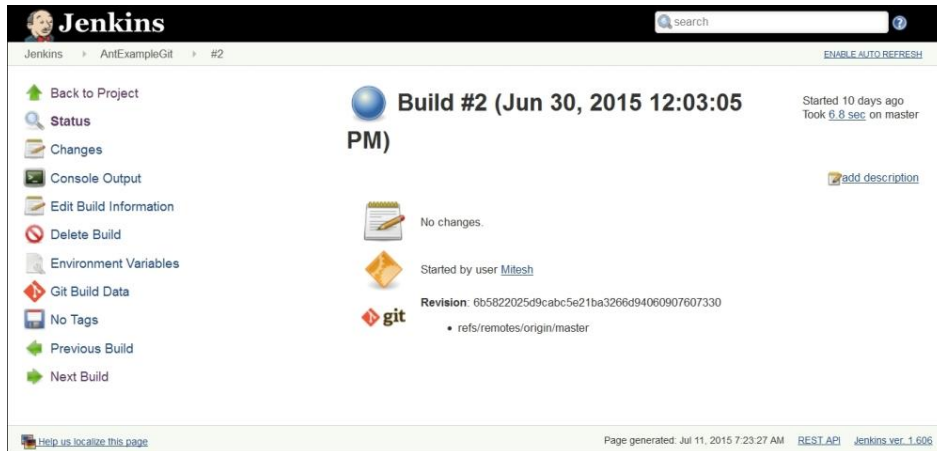 Jenkins
search
Jenkins AntExampleGit #2
ENABLE AUTO REFRESH
Back to Project
Status
Changes
Console Output
Edit Build Information
Delete Build
Environment Variables
Git Build Data
No Tags
Previous Build
Next Build
Build #2 (Jun 30, 2015 12:03:05
PM)
Started 10 days ago
Took 6.8 sec on master
add description
No changes.
Started by user Mitesh
git
Revision: 6b5822025d9cabc5e21ba3266d94060907607330
refs/remotes/origin/master
Help us localize this page
Page generated: Jul 11, 2015 7:23:27 AM REST API Jenkins ver. 1.606